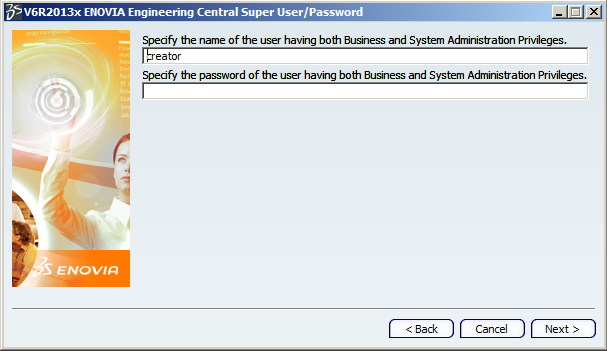 V6R2013x ENOVIA Engineering Central Super User/Password
Specify the name of the user having both Business and System Administration Privileges.
creator
Specify the password of the user having both Business and System Administration Privileges.
ENOVIA
< Back
Cancel
Next >